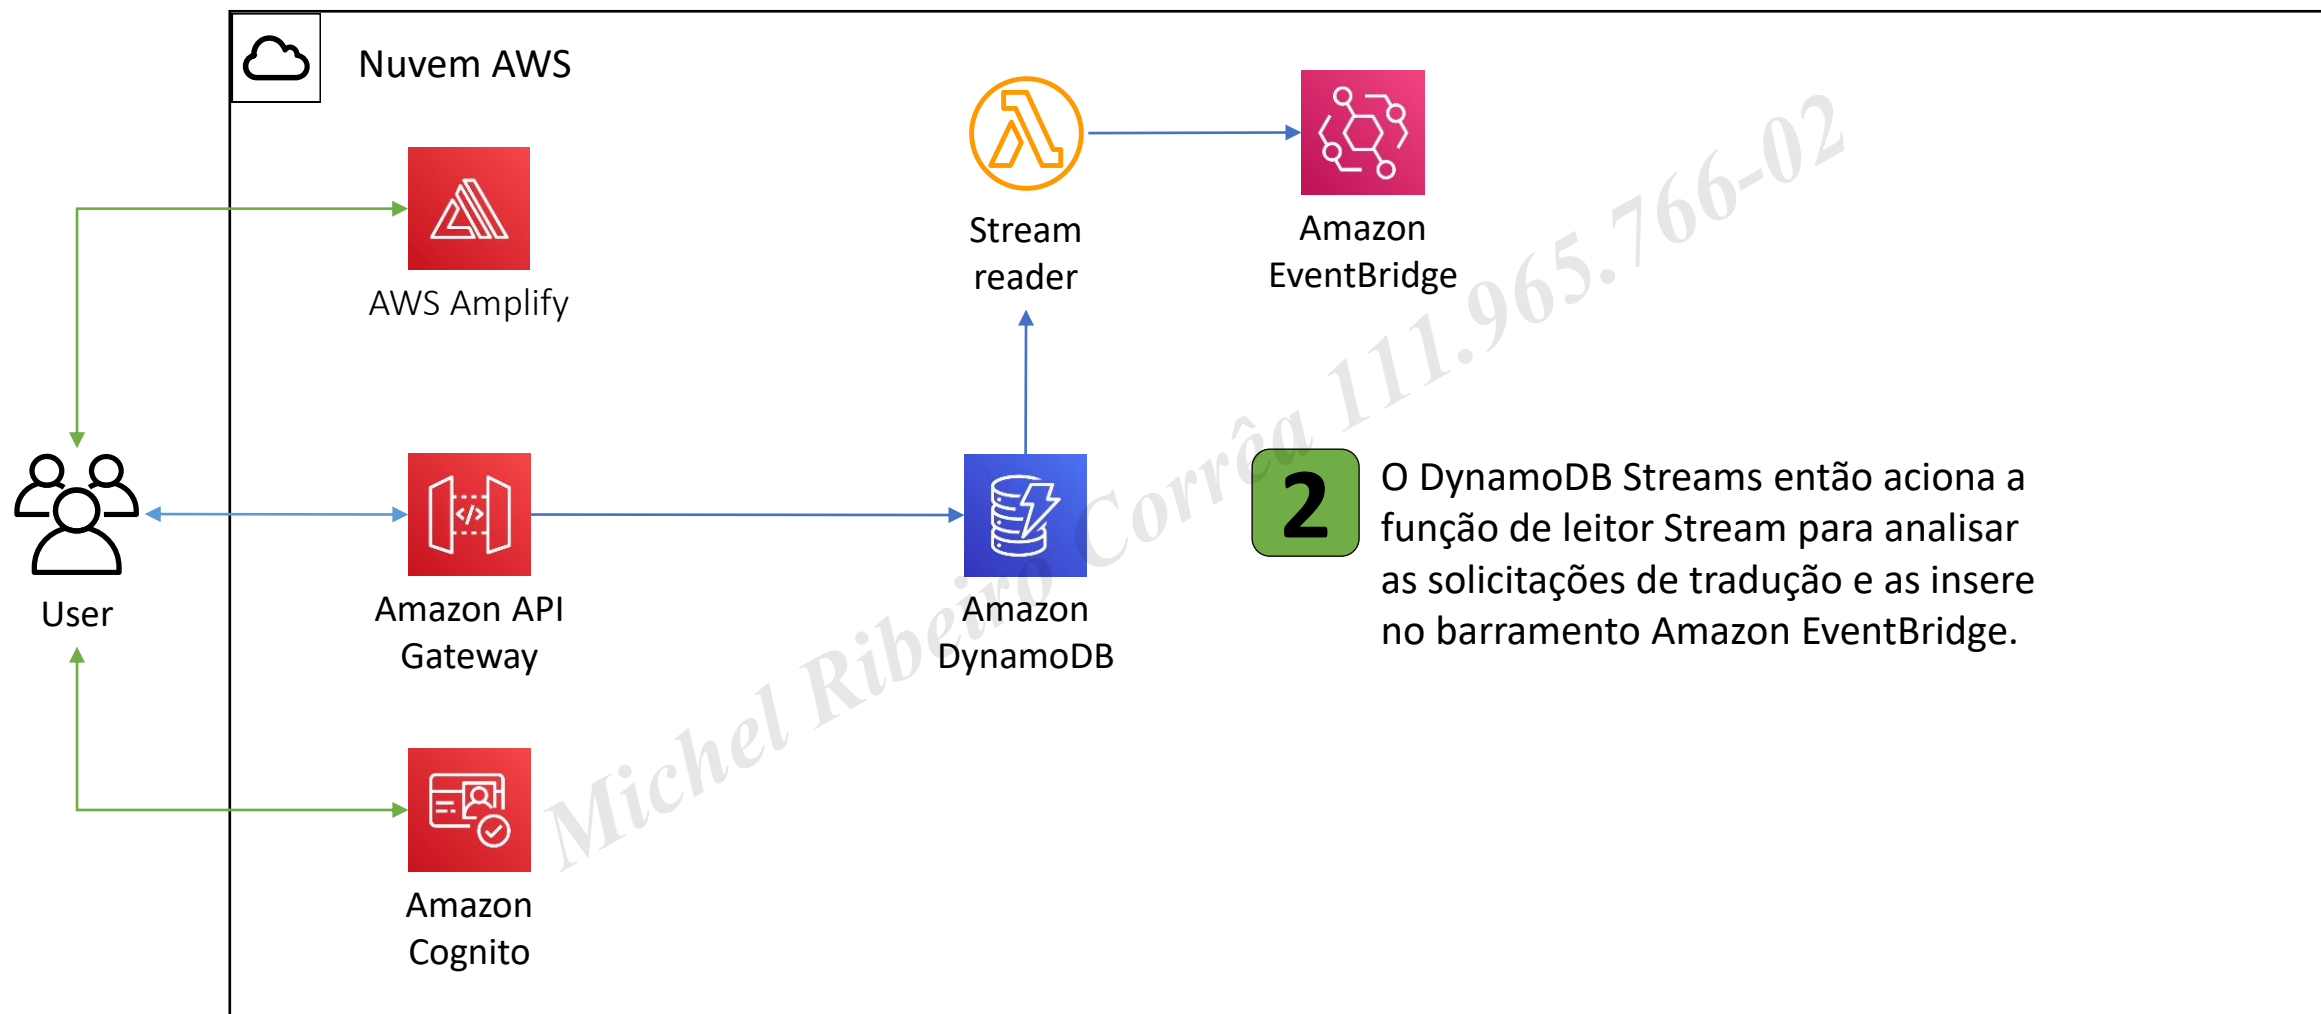 Nuvem AWS
Stream
reader
Amazon
EventBridge
AWS Amplify
User
Amazon API
Gateway
Amazon
DynamoDB
2
O DynamoDB Streams então aciona a
função de leitor Stream para analisar
as solicitações de tradução e as insere
no barramento Amazon EventBridge.
Amazon
Cognito
Michel Ribeiro Corrêa 111.965.766-02